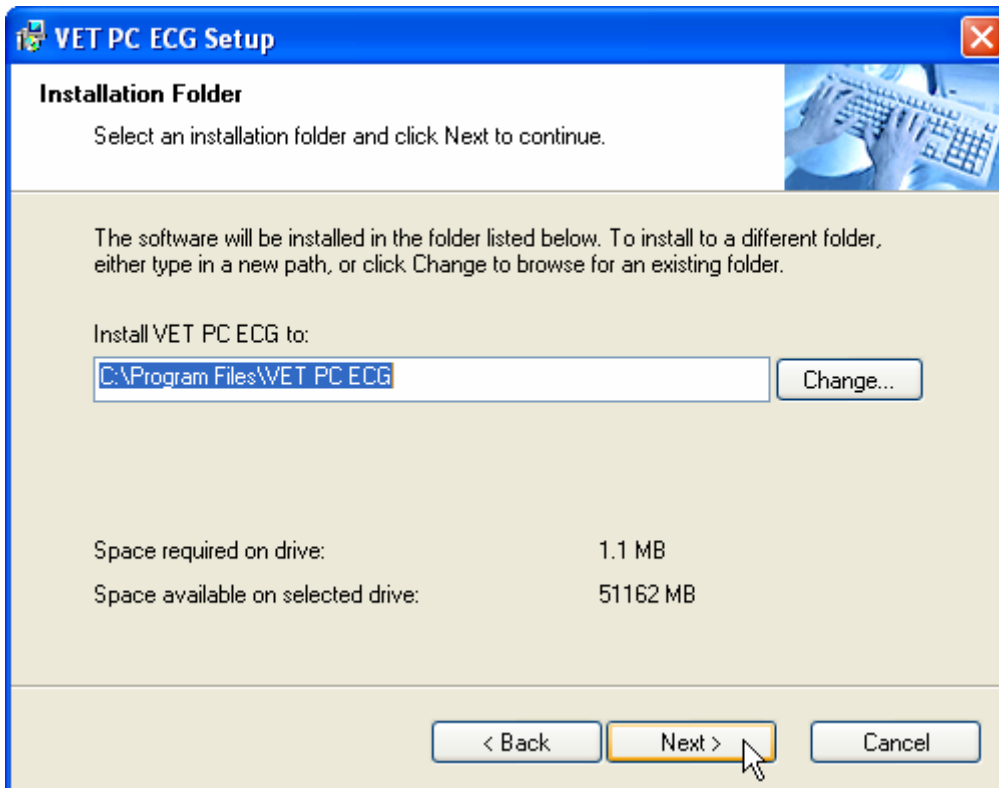 VET PC ECG Setup
Installation Folder
Select an installation folder and click Next to continue.
The software will be installed in the folder listed below. To install to a different folder,
either type in a new path, or click Change to browse for an existing folder.
Install VET PC ECG to:
C:\Program Files\VET PC ECG
Change...
Space required on drive: 1.1 MB
Space available on selected drive: 51162 MB
< Back Next > Cancel